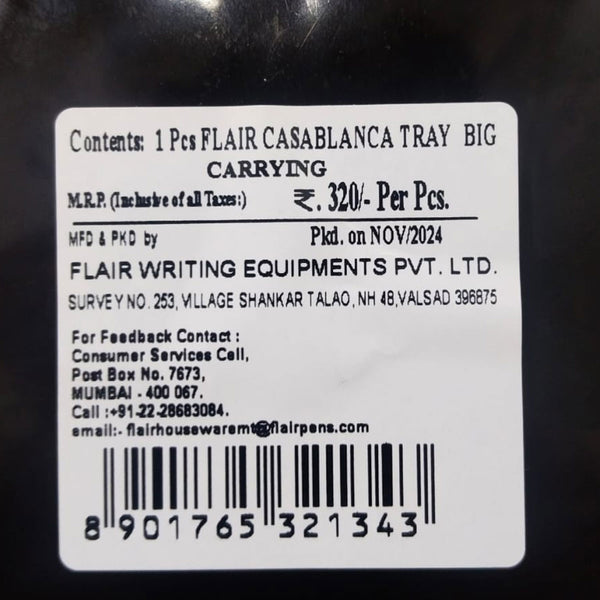 Contents: 1 Pcs FLAIR CASABLANCA TRAY BIG
CARRYING
M.R.P. (Inclusive of all Taxes:) ₹. 320/- Per Pcs.
MFD & PKD by Pkd. on NOV/2024
FLAIR WRITING EQUIPMENTS PVT. LTD.
SURVEY NO. 253, VILLAGE SHANKAR TALAO, NH 48, VALSAD 396875
For Feedback Contact :
Consumer Services Cell,
Post Box No. 7673,
MUMBAI - 400 067.
Call :+91-22-28683084.
email:- flairhousewaremt@flairpens.com
8 901765 321343